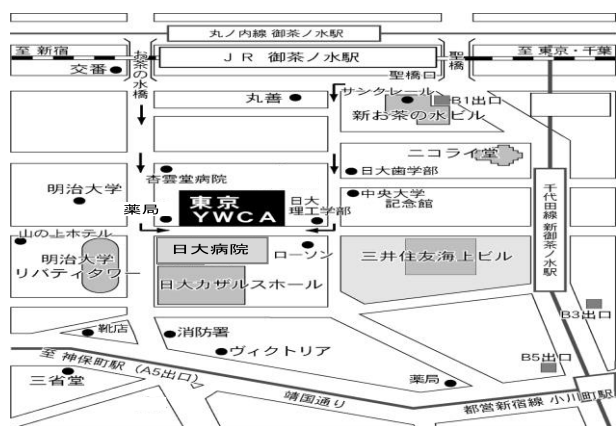 丸ノ内線 御茶ノ水駅
至 新宿
お茶の水橋
JR 御茶ノ水駅
聖橋
至 東京・千葉
交番
聖橋口
丸善
サンクレール
B1出口
新お茶の水ビル
ニコライ堂
杏雲堂病院
日大歯学部
明治大学
東京
YWCA
日大
理工学部
中央大学
記念館
千代田線 新御茶ノ水駅
薬局
山の上ホテル
日大病院
ローソン
三井住友海上ビル
明治大学
リバティタワー
日大カザルスホール
B3出口
靴店
消防署
ヴィクトリア
B5出口
至 神保町駅 (A5出口)
三省堂
薬局
靖国通り
都営新宿線 小川町駅